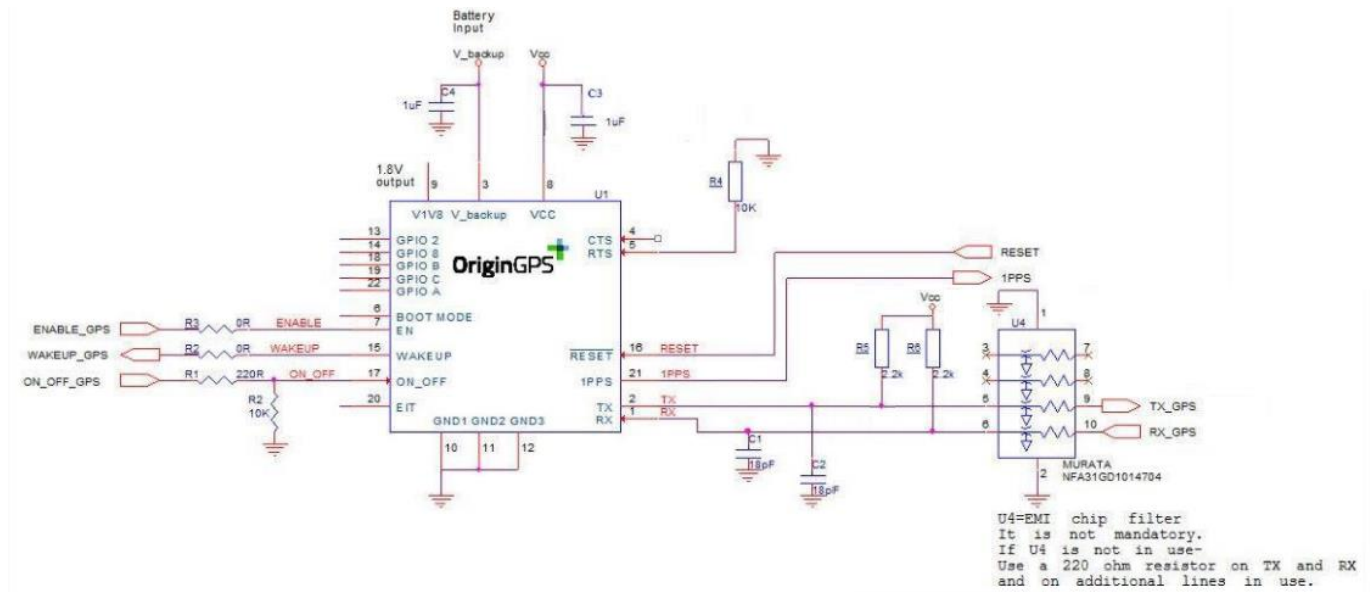 Battery
Input
V_backup
Vcc
C4
1uF
C3
1uF
1.8V
output
9
3
8
U1
R4
10K
V1V8 V_backup VCC
13
GPIO 2
14
GPIO 8
18
GPIO B
19
GPIO C
22
GPIO A
OriginGPS
CTS
4
RTS
5
RESET
1PPS
6
BOOT MODE
ENABLE_GPS
R3
0R
ENABLE
7
EN
WAKEUP_GPS
R2
0R
WAKEUP
15
WAKEUP
ON_OFF_GPS
R1
220R
ON_OFF
17
ON_OFF
R2
10K
20
EIT
RESET
16
RESET
1PPS
21
1PPS
TX
2
TX
RX
1
RX
GND1 GND2 GND3
10
11
12
Vcc
R5
2.2k
R6
2.2k
C1
18pF
C2
18pF
U4
1
3
7
4
8
5
9
TX_GPS
6
10
RX_GPS
2
MURATA
NFA31GD1014704
U4=EMI chip filter
It is not mandatory.
If U4 is not in use-
Use a 220 ohm resistor on TX and RX
and on additional lines in use.